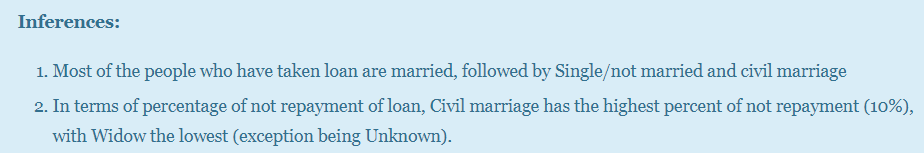 Inferences:
1. Most of the people who have taken loan are married, followed by Single/not married and civil marriage
2. In terms of percentage of not repayment of loan, Civil marriage has the highest percent of not repayment (10%),
with Widow the lowest (exception being Unknown).